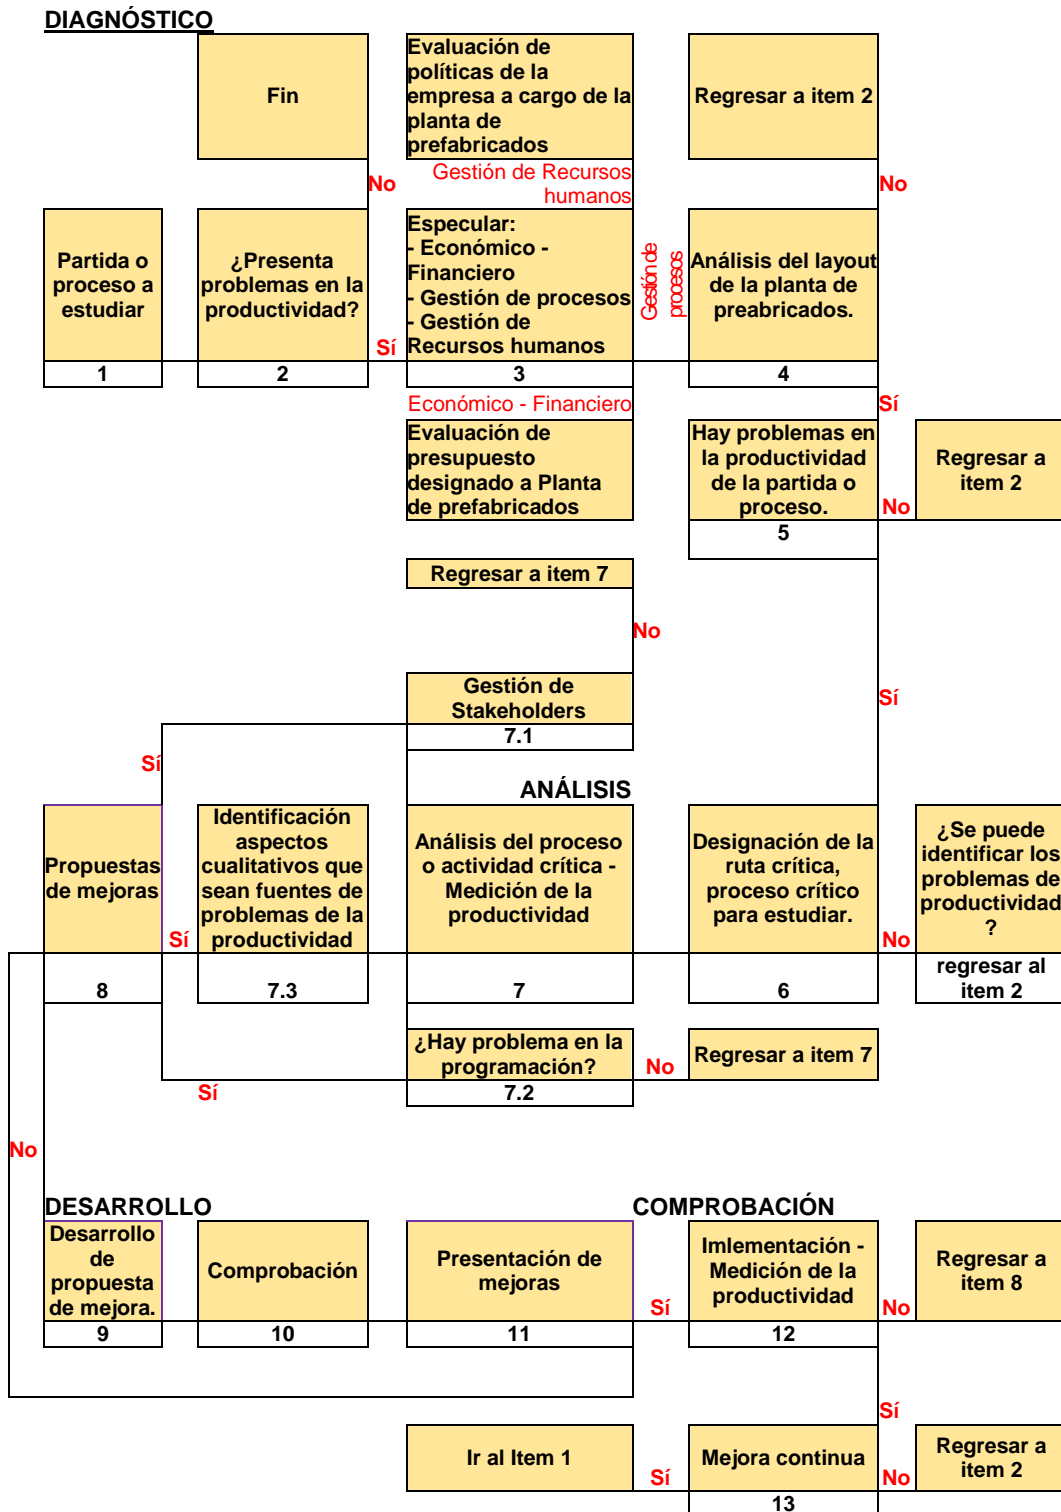 DIAGNÓSTICO
Fin
Evaluación de
políticas de la
empresa a cargo de la
planta de
prefabricados
Regresar a item 2
No
Gestión de Recursos
humanos
No
Partida o
proceso a
estudiar
1
¿Presenta
problemas en la
productividad?
2
Sí
Especular:
- Económico -
Financiero
- Gestión de procesos
- Gestión de
Recursos humanos
3
Gestión de
procesos
Análisis del layout
de la planta de
preabricados.
4
Económico - Financiero
Sí
Evaluación de
presupuesto
designado a Planta
de prefabricados
Hay problemas en
la productividad
de la partida o
proceso.
5
No
Regresar a
item 2
Regresar a item 7
No
Gestión de
Stakeholders
7.1
Sí
Sí
ANÁLISIS
Propuestas
de mejoras
8
Sí
Identificación
aspectos
cualitativos que
sean fuentes de
problemas de la
productividad
7.3
Análisis del proceso
o actividad crítica -
Medición de la
productividad
7
Designación de la
ruta crítica,
proceso crítico
para estudiar.
6
No
¿Se puede
identificar los
problemas de
productividad
?
regresar al
item 2
¿Hay problema en la
programación?
7.2
No
Regresar a item 7
Sí
No
DESARROLLO
COMPROBACIÓN
Desarrollo
de
propuesta
de mejora.
9
Comprobación
10
Presentación de
mejoras
11
Sí
Imlementación -
Medición de la
productividad
12
No
Regresar a
item 8
Sí
Ir al Item 1
Sí
Mejora continua
13
No
Regresar a
item 2